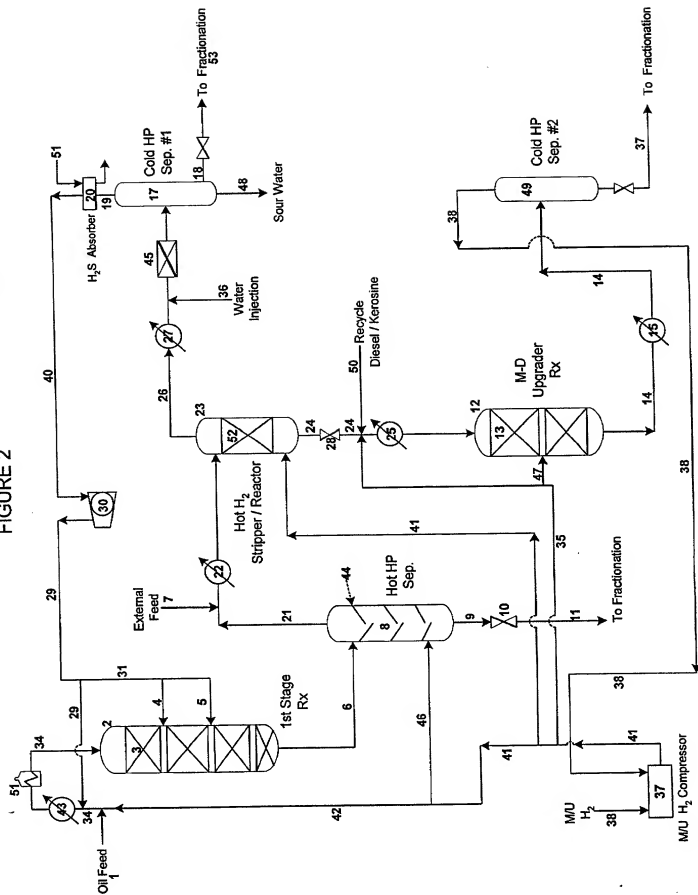 FIGURE 2
51
H2S Absorber
20
19
Cold HP
Sep. #1
17
18
To Fractionation
53
48
Sour Water
40
45
36
Water
Injection
27
26
30
29
23
52
Hot H2
Stripper / Reactor
24
28
24
50
Recycle
Diesel / Kerosine
25
M-D
Upgrader
Rx
12
13
47
14
15
14
Cold HP
Sep. #2
49
38
37
To Fractionation
38
22
External
Feed
7
21
44
Hot HP
Sep.
8
9
10
11
To Fractionation
41
35
31
29
4
5
2
3
1st Stage
Rx
6
46
34
51
43
34
Oil Feed
1
42
41
38
41
M/U
H2
38
37
M/U H2 Compressor